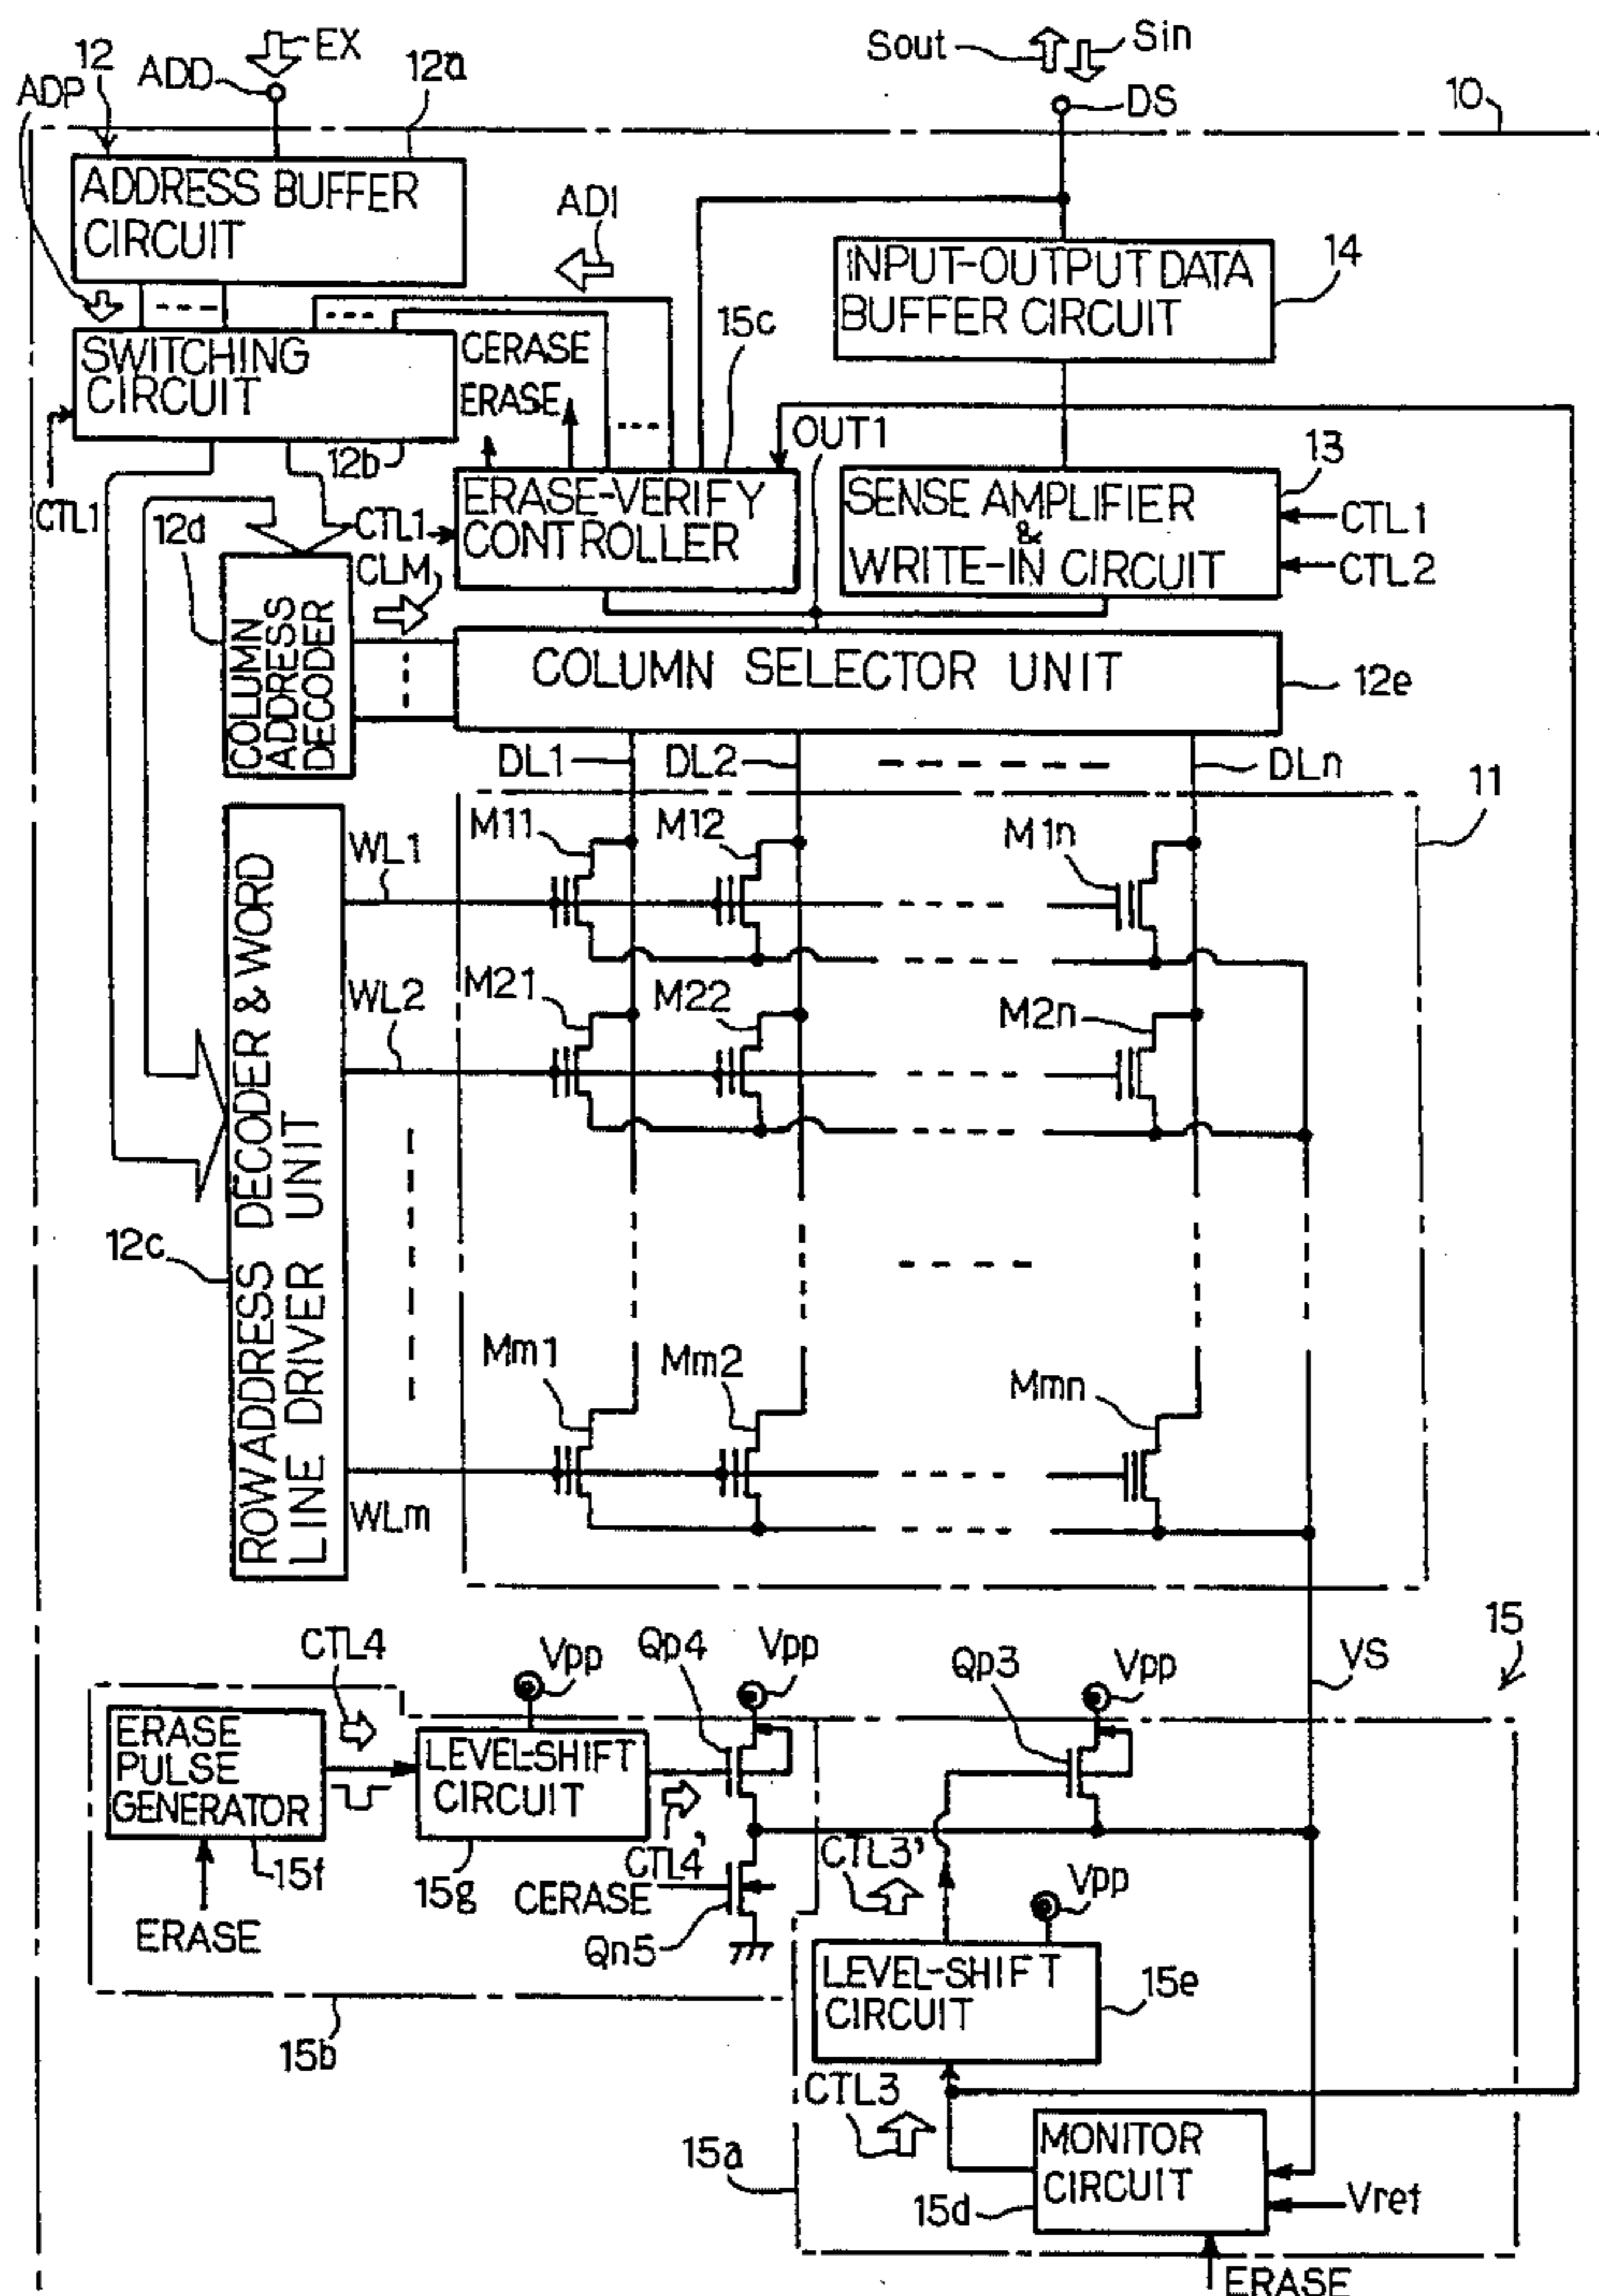 12
ADP
ADD
EX
12a
Sout
Sin
DS
10
ADDRESS BUFFER
CIRCUIT
ADI
INPUT-OUTPUT DATA
BUFFER CIRCUIT
14
SWITCHING
CIRCUIT
CERASE
ERASE
15c
OUT1
12b
CTL1
12d
CTL1
CLM
ERASE-VERIFY
CONTROLLER
SENSE AMPLIFIER
&
WRITE-IN CIRCUIT
13
CTL1
CTL2
COLUMN
ADDRESS
DECODER
COLUMN SELECTOR UNIT
12e
DL1
DL2
DLn
11
M11
M12
M1n
WL1
M21
M22
M2n
WL2
ROW ADDRESS DECODER & WORD
LINE DRIVER UNIT
12c
Mm1
Mm2
Mmn
WLm
CTL4
Vpp
Qp4
Vpp
Qp3
Vpp
VS
15
ERASE
PULSE
GENERATOR
LEVEL-SHIFT
CIRCUIT
15f
15g
CTL4'
CERASE
Qn5
CTL3'
Vpp
ERASE
LEVEL-SHIFT
CIRCUIT
15e
15b
CTL3
15a
MONITOR
CIRCUIT
15d
Vref
ERASE